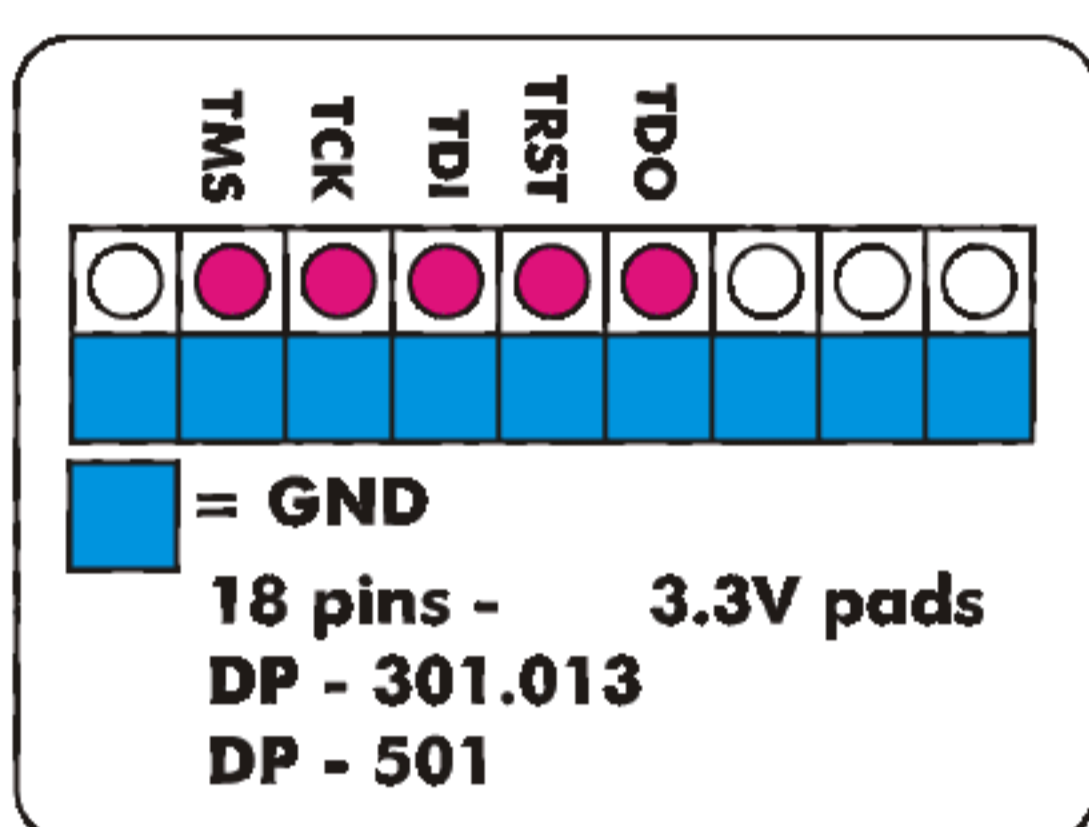 TMS
TCK
TDI
TRST
TDO
= GND
18 pins - 3.3V pads
DP - 301.013
DP - 501